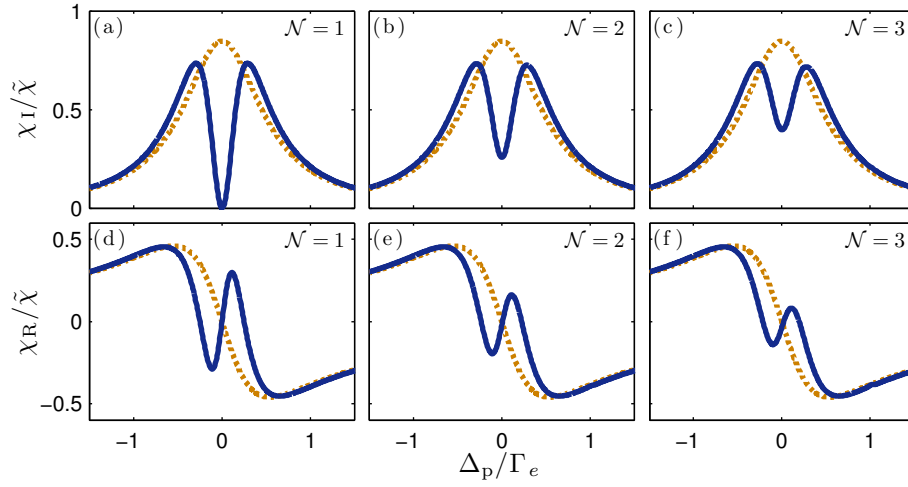 (a) 𝒩 = 1
(b) 𝒩 = 2
(c) 𝒩 = 3
1
0.5
0
χI/χ̃
(d) 𝒩 = 1
(e) 𝒩 = 2
(f) 𝒩 = 3
0.5
0
−0.5
χR/χ̃
−1 0 1
−1 0 1
−1 0 1
Δp/Γe